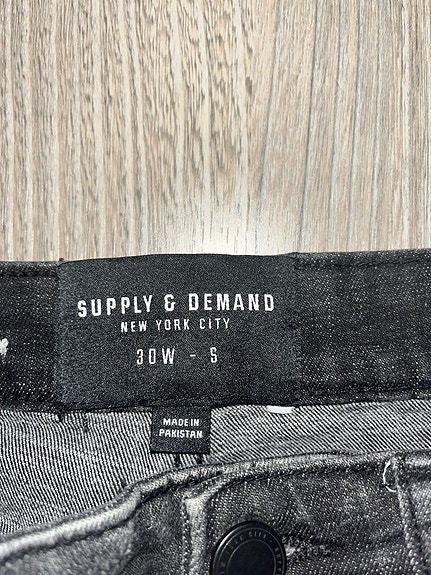 SUPPLY & DEMAND
NEW YORK CITY
30W - S
MADE IN
PAKISTAN